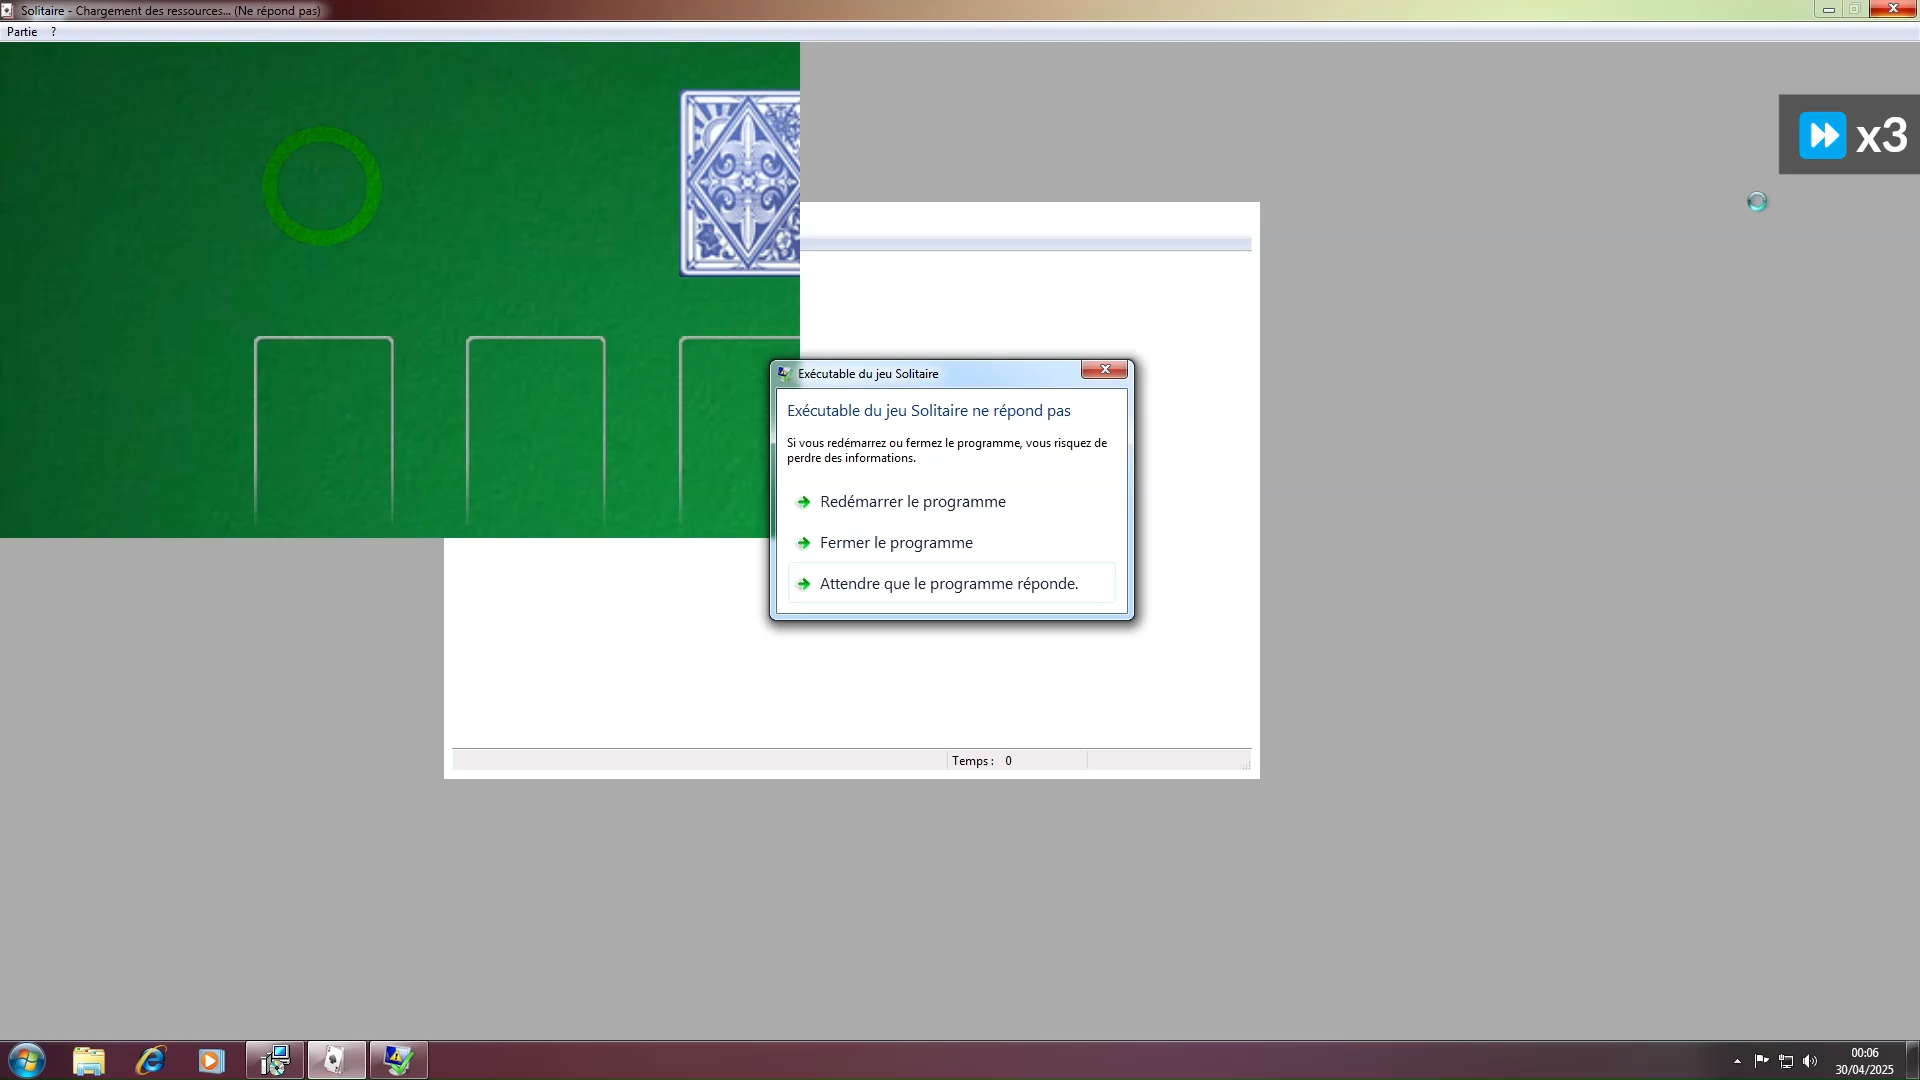 Solitaire - Chargement des ressources... (Ne répond pas)
Partie ?
x3
Exécutable du jeu Solitaire
Exécutable du jeu Solitaire ne répond pas
Si vous redémarrez ou fermez le programme, vous risquez de
perdre des informations.
Redémarrer le programme
Fermer le programme
Attendre que le programme réponde.
Temps : 0
00:06
30/04/2025